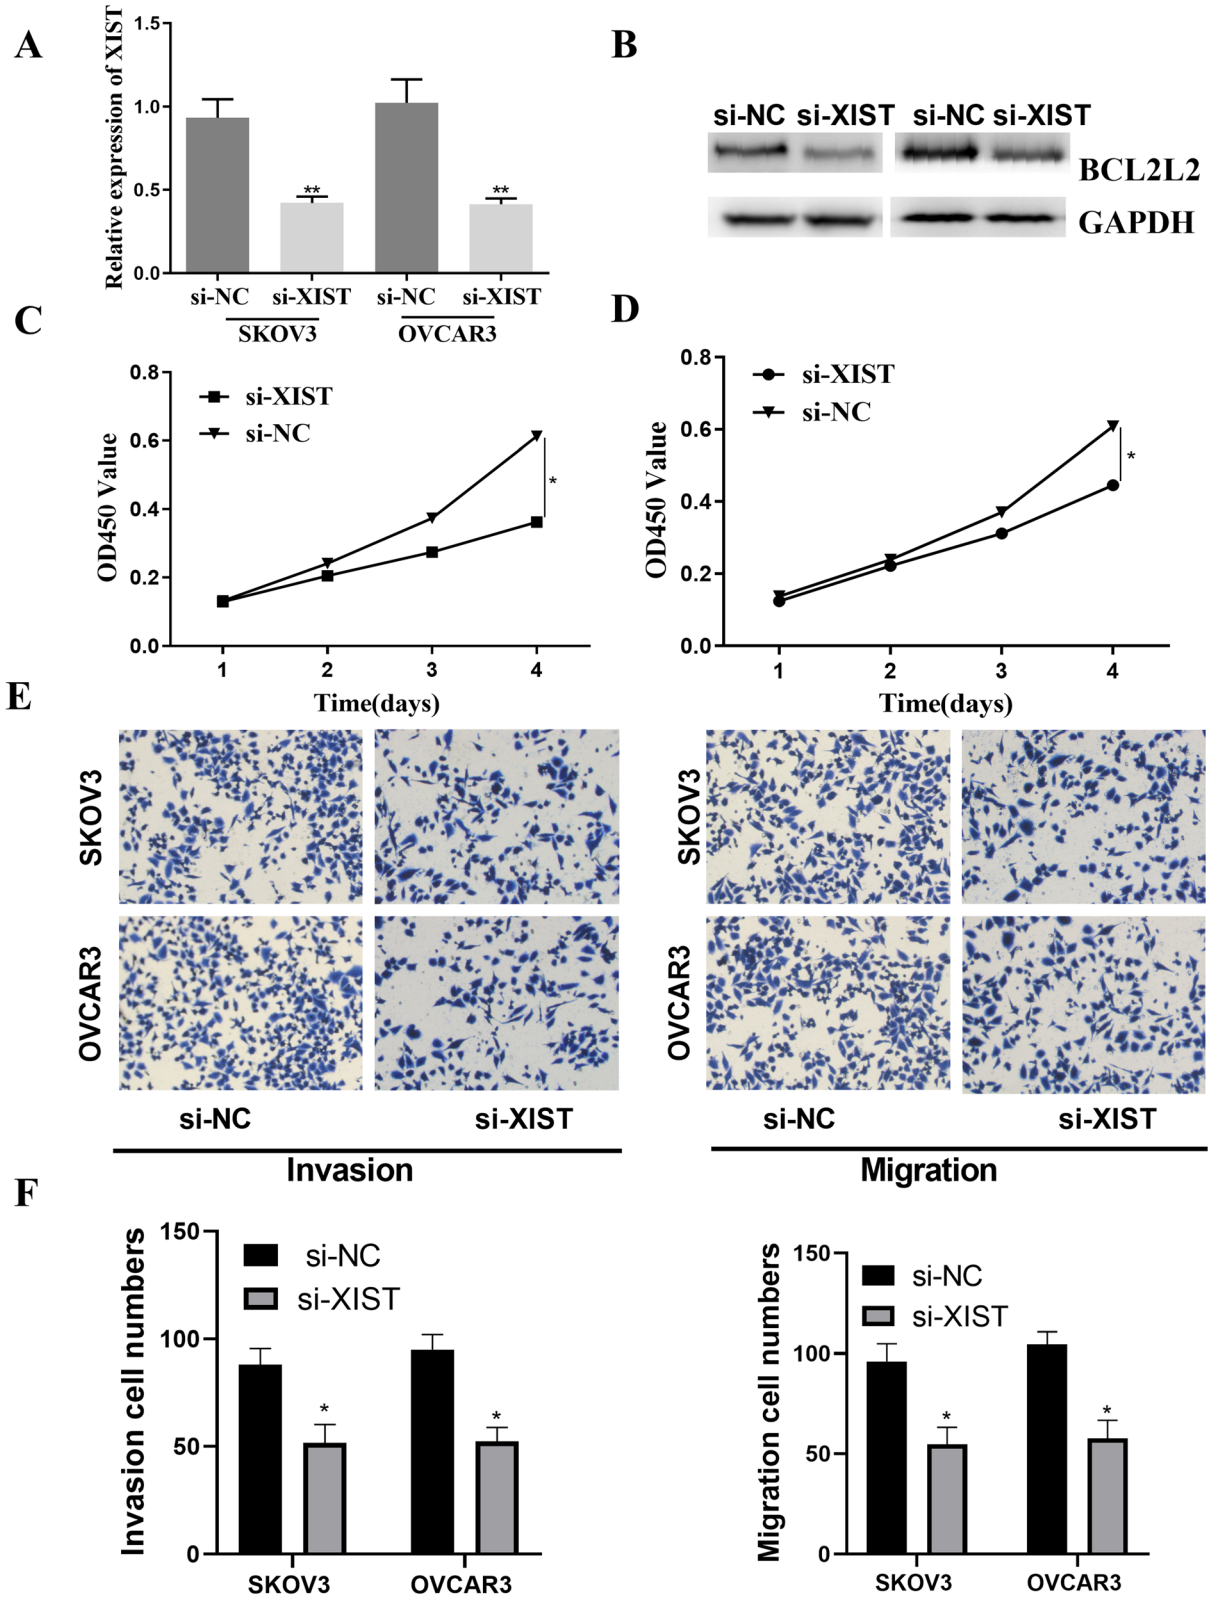 A
Relative expression of XIST
1.5
1.0
0.5
0.0
**
**
si-NC si-XIST si-NC si-XIST
SKOV3 OVCAR3
B
si-NC si-XIST si-NC si-XIST
BCL2L2
GAPDH
C
OD450 Value
0.8
0.6
0.4
0.2
0.0
si-XIST
si-NC
*
1 2 3 4
Time(days)
D
OD450 Value
0.8
0.6
0.4
0.2
0.0
si-XIST
si-NC
*
1 2 3 4
Time(days)
E
SKOV3
OVCAR3
si-NC si-XIST
Invasion
SKOV3
OVCAR3
si-NC si-XIST
Migration
F
Invasion cell numbers
150
100
50
0
si-NC
si-XIST
*
*
SKOV3 OVCAR3
Migration cell numbers
150
100
50
0
si-NC
si-XIST
*
*
SKOV3 OVCAR3